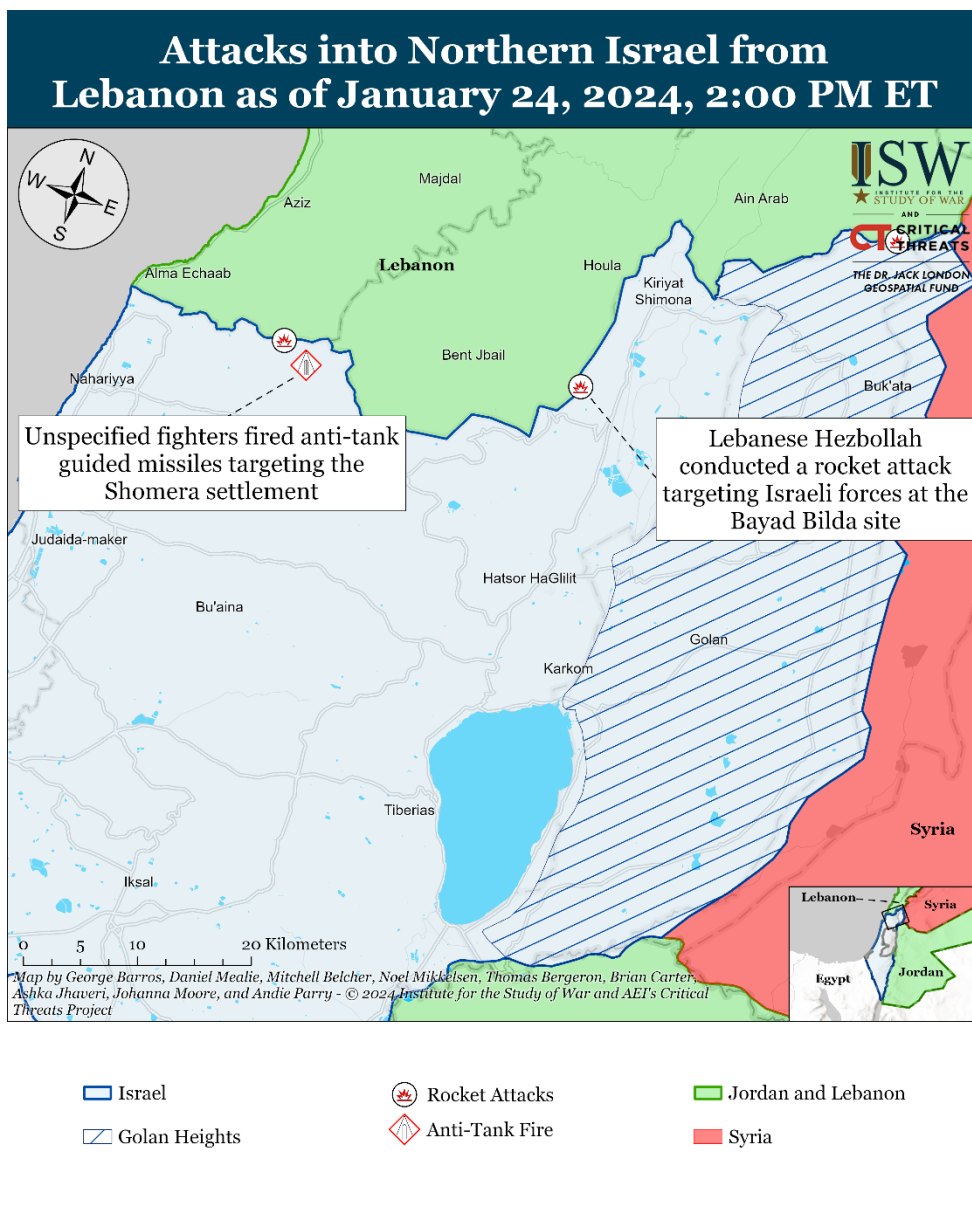 Attacks into Northern Israel from
Lebanon as of January 24, 2024, 2:00 PM ET
N
W
E
S
ISW
INSTITUTE FOR THE
STUDY OF WAR
AND
CT CRITICAL
THREATS
THE DR. JACK LONDON
GEOSPATIAL FUND
Majdal
Ain Arab
Aziz
Lebanon
Houla
Alma Echaab
Kiriyat
Shimona
Bent Jbail
Nahariyya
Buk'ata
Unspecified fighters fired anti-tank
guided missiles targeting the
Shomera settlement
Lebanese Hezbollah
conducted a rocket attack
targeting Israeli forces at the
Bayad Bilda site
Judaida-maker
Hatsor HaGlilit
Bu'aina
Golan
Karkom
Tiberias
Syria
Iksal
0 5 10 20 Kilometers
Map by George Barros, Daniel Mealie, Mitchell Belcher, Noel Mikkelsen, Thomas Bergeron, Brian Carter,
Ashka Jhaveri, Johanna Moore, and Andie Parry - © 2024 Institute for the Study of War and AEI's Critical
Threats Project
Lebanon
Syria
Egypt
Jordan
Israel
Rocket Attacks
Jordan and Lebanon
Golan Heights
Anti-Tank Fire
Syria